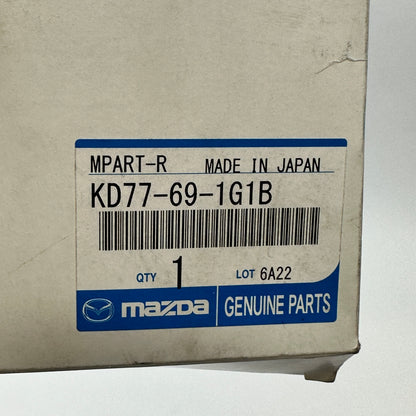 MPART-R MADE IN JAPAN
KD77-69-1G1B
QTY 1 LOT 6A22
mazda GENUINE PARTS